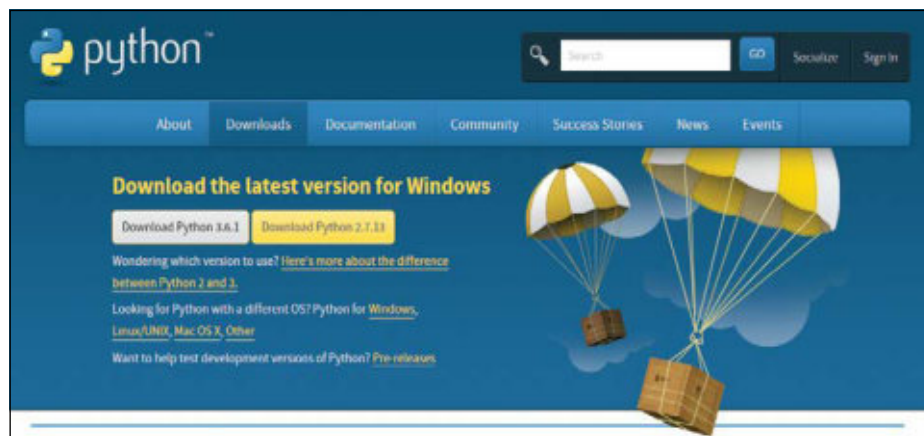 python™
Search
GO
Socialize
Sign In
About
Downloads
Documentation
Community
Success Stories
News
Events
Download the latest version for Windows
Download Python 3.6.1
Download Python 2.7.13
Wondering which version to use? Here's more about the difference
between Python 2 and 3.
Looking for Python with a different OS? Python for Windows,
Linux/UNIX, Mac OS X, Other
Want to help test development versions of Python? Pre-releases